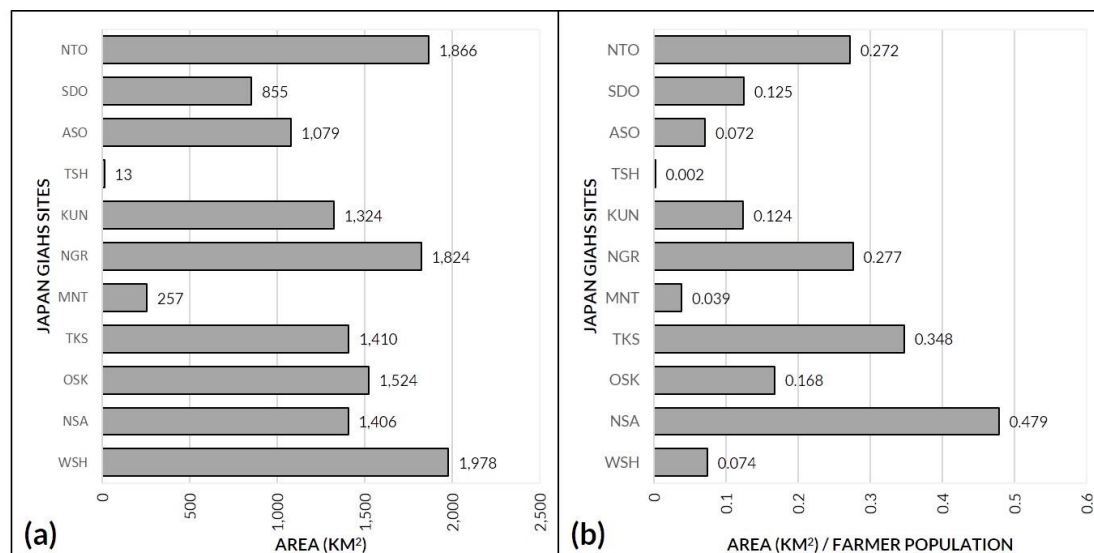 JAPAN GIAHS SITES
NTO 1,866
SDO 855
ASO 1,079
TSH 13
KUN 1,324
NGR 1,824
MNT 257
TKS 1,410
OSK 1,524
NSA 1,406
WSH 1,978
0 500 1,000 1,500 2,000 2,500
(a) AREA (KM²)
JAPAN GIAHS SITES
NTO 0.272
SDO 0.125
ASO 0.072
TSH 0.002
KUN 0.124
NGR 0.277
MNT 0.039
TKS 0.348
OSK 0.168
NSA 0.479
WSH 0.074
0 0.1 0.2 0.3 0.4 0.5 0.6
(b) AREA (KM²) / FARMER POPULATION